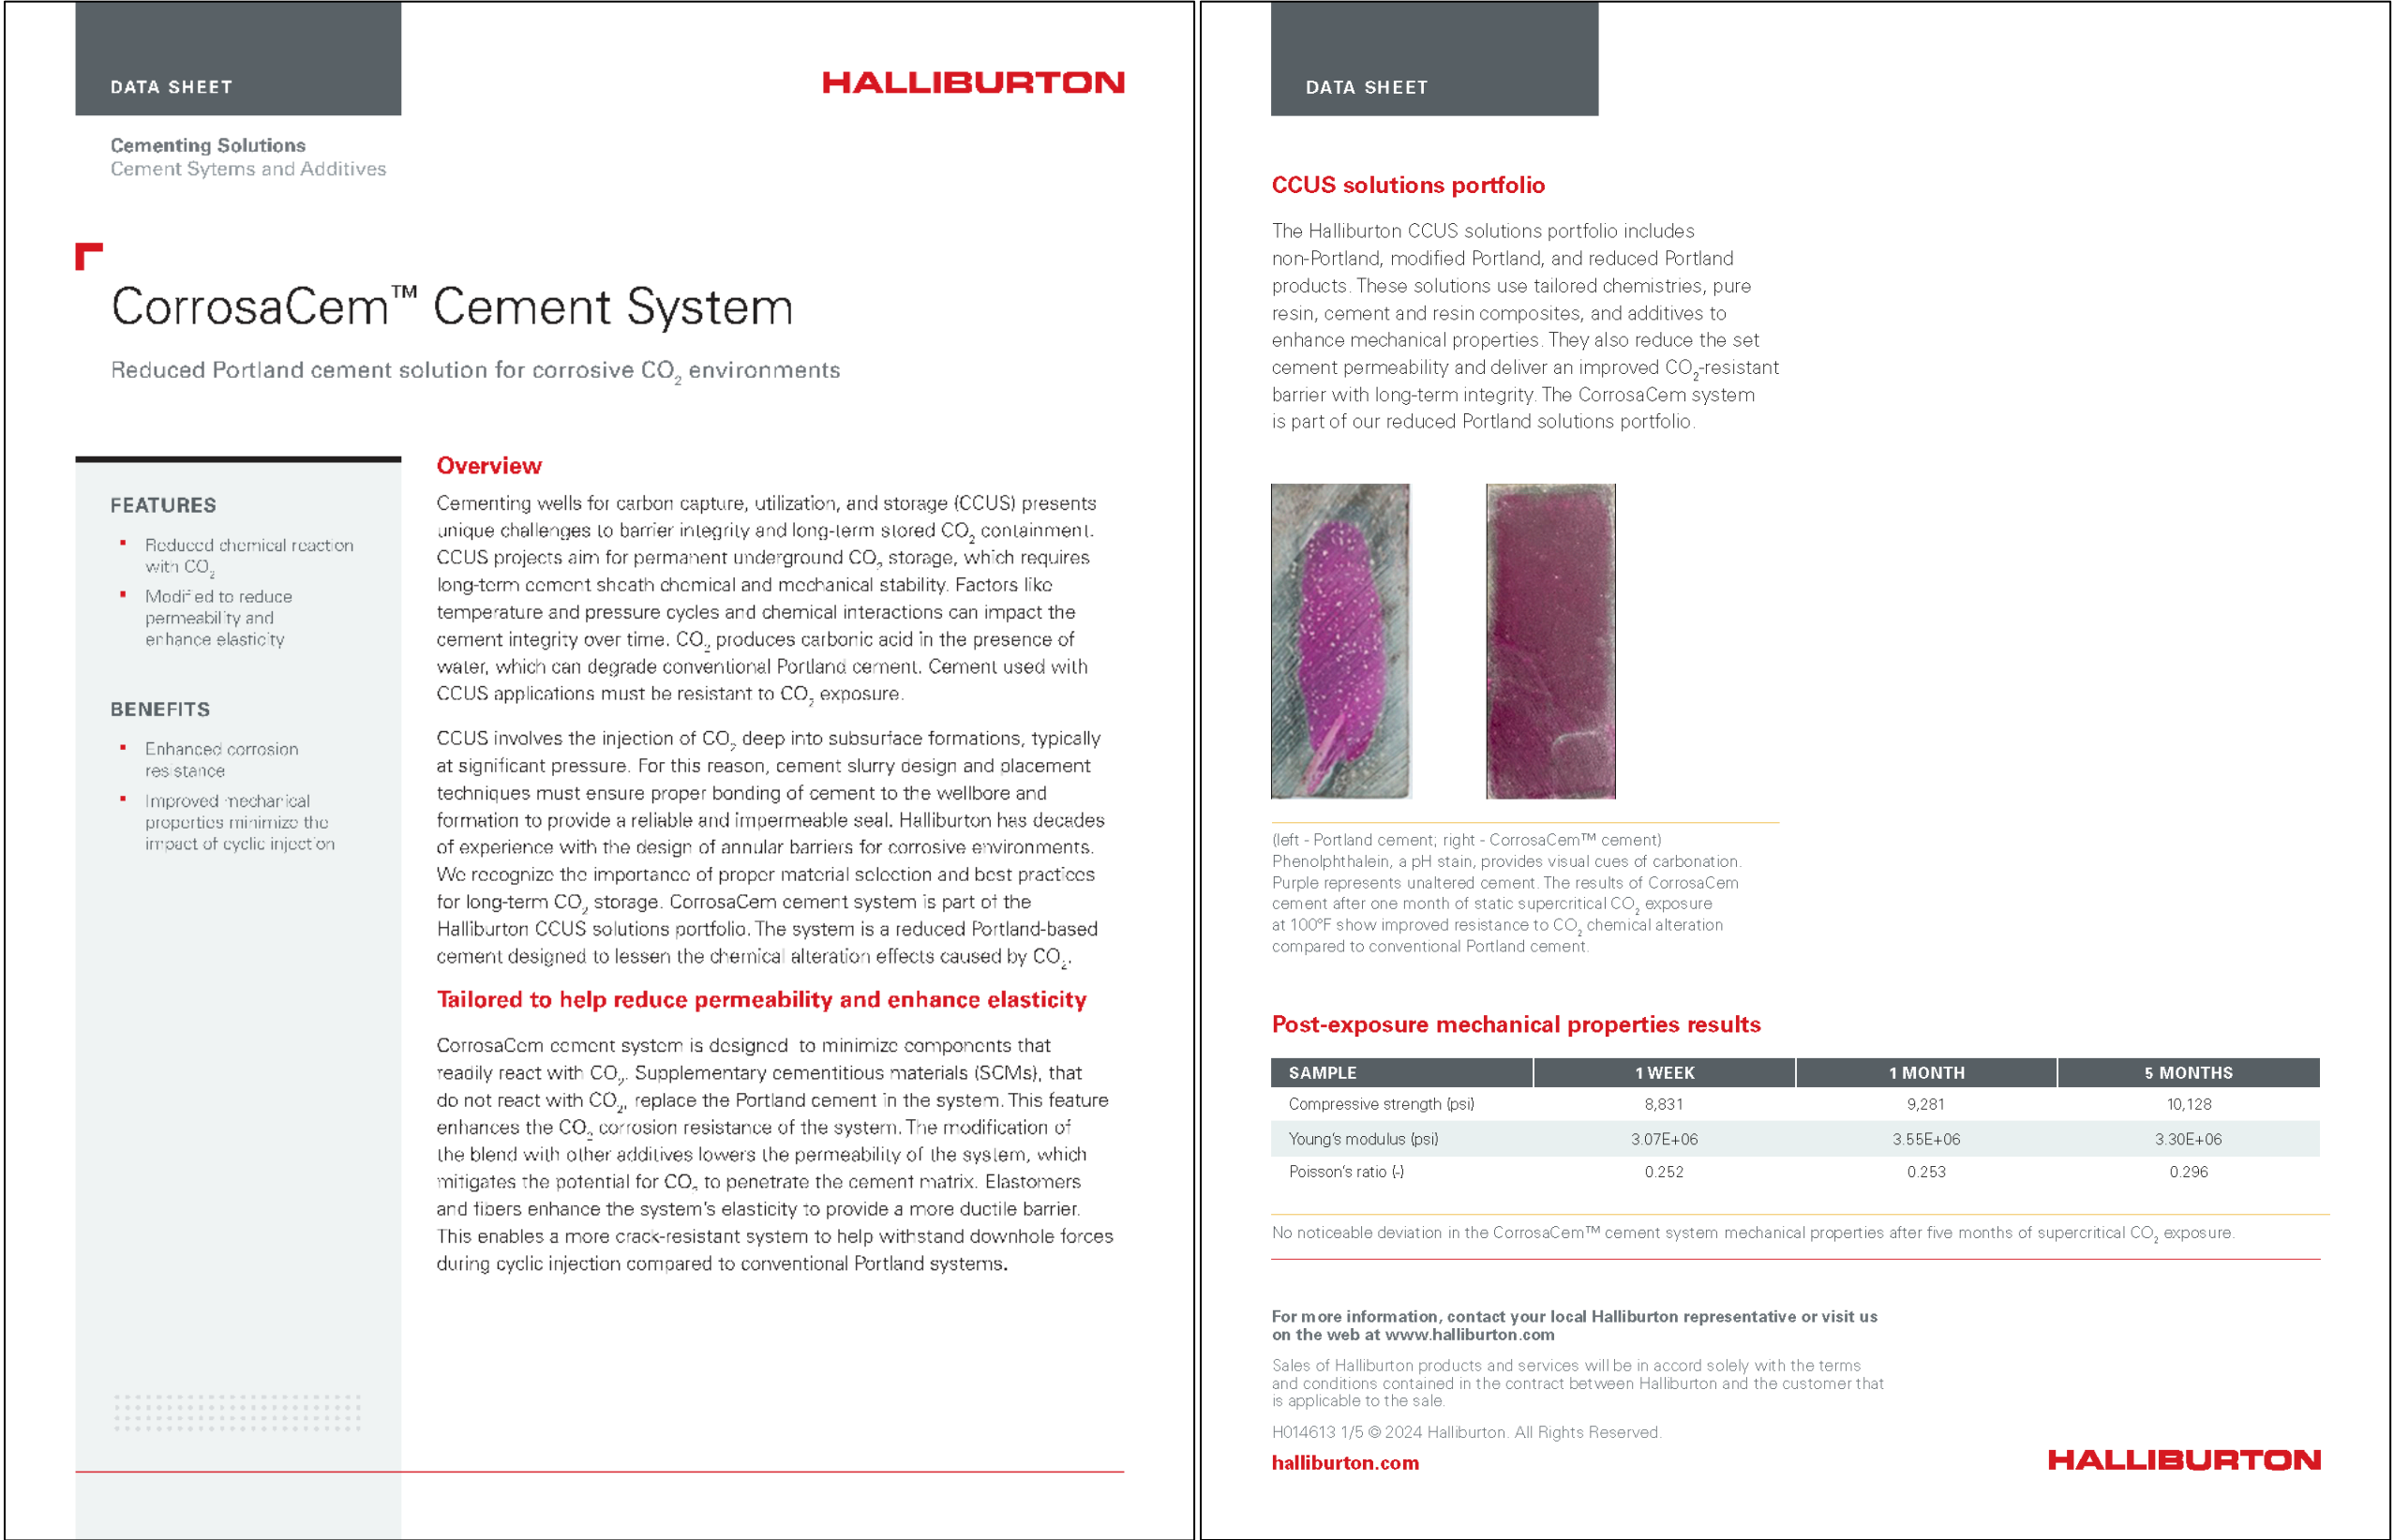 DATA SHEET
HALLIBURTON
Cementing Solutions
Cement Sytems and Additives
CorrosaCem™ Cement System
Reduced Portland cement solution for corrosive CO₂ environments
FEATURES
▪ Reduced chemical reaction
with CO₂
▪ Modified to reduce
permeability and
enhance elasticity
BENEFITS
▪ Enhanced corrosion
resistance
▪ Improved mechanical
properties minimize the
impact of cyclic injection
Overview
Cementing wells for carbon capture, utilization, and storage (CCUS) presents
unique challenges to barrier integrity and long-term stored CO₂ containment.
CCUS projects aim for permanent underground CO₂ storage, which requires
long-term cement sheath chemical and mechanical stability. Factors like
temperature and pressure cycles and chemical interactions can impact the
cement integrity over time. CO₂ produces carbonic acid in the presence of
water, which can degrade conventional Portland cement. Cement used with
CCUS applications must be resistant to CO₂ exposure.
CCUS involves the injection of CO₂ deep into subsurface formations, typically
at significant pressure. For this reason, cement slurry design and placement
techniques must ensure proper bonding of cement to the wellbore and
formation to provide a reliable and impermeable seal. Halliburton has decades
of experience with the design of annular barriers for corrosive environments.
We recognize the importance of proper material selection and best practices
for long-term CO₂ storage. CorrosaCem cement system is part of the
Halliburton CCUS solutions portfolio. The system is a reduced Portland-based
cement designed to lessen the chemical alteration effects caused by CO₂.
Tailored to help reduce permeability and enhance elasticity
CorrosaCem cement system is designed  to minimize components that
readily react with CO₂. Supplementary cementitious materials (SCMs), that
do not react with CO₂, replace the Portland cement in the system. This feature
enhances the CO₂ corrosion resistance of the system. The modification of
the blend with other additives lowers the permeability of the system, which
mitigates the potential for CO₂ to penetrate the cement matrix. Elastomers
and fibers enhance the system's elasticity to provide a more ductile barrier.
This enables a more crack-resistant system to help withstand downhole forces
during cyclic injection compared to conventional Portland systems.
DATA SHEET
CCUS solutions portfolio
The Halliburton CCUS solutions portfolio includes
non-Portland, modified Portland, and reduced Portland
products. These solutions use tailored chemistries, pure
resin, cement and resin composites, and additives to
enhance mechanical properties. They also reduce the set
cement permeability and deliver an improved CO₂-resistant
barrier with long-term integrity. The CorrosaCem system
is part of our reduced Portland solutions portfolio.
(left - Portland cement; right - CorrosaCem™ cement)
Phenolphthalein, a pH stain, provides visual cues of carbonation.
Purple represents unaltered cement. The results of CorrosaCem
cement after one month of static supercritical CO₂ exposure
at 100°F show improved resistance to CO₂ chemical alteration
compared to conventional Portland cement.
Post-exposure mechanical properties results
SAMPLE 1 WEEK 1 MONTH 5 MONTHS
Compressive strength (psi) 8,831 9,281 10,128
Young's modulus (psi) 3.07E+06 3.55E+06 3.30E+06
Poisson's ratio (-) 0.252 0.253 0.296
No noticeable deviation in the CorrosaCem™ cement system mechanical properties after five months of supercritical CO₂ exposure.
For more information, contact your local Halliburton representative or visit us
on the web at www.halliburton.com
Sales of Halliburton products and services will be in accord solely with the terms
and conditions contained in the contract between Halliburton and the customer that
is applicable to the sale.
H014613 1/5 © 2024 Halliburton. All Rights Reserved.
halliburton.com
HALLIBURTON